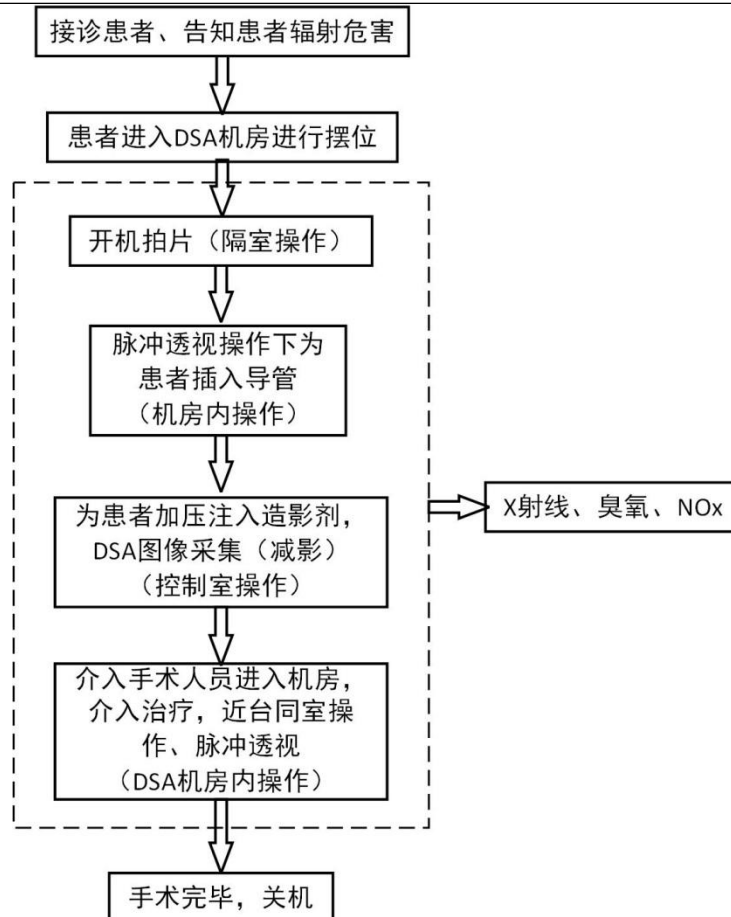 接诊患者、告知患者辐射危害
患者进入DSA机房进行摆位
开机拍片（隔室操作）
脉冲透视操作下为
患者插入导管
（机房内操作）
为患者加压注入造影剂，
DSA图像采集（减影）
（控制室操作）
X射线、臭氧、NOx
介入手术人员进入机房，
介入治疗，近台同室操
作、脉冲透视
（DSA机房内操作）
手术完毕，关机